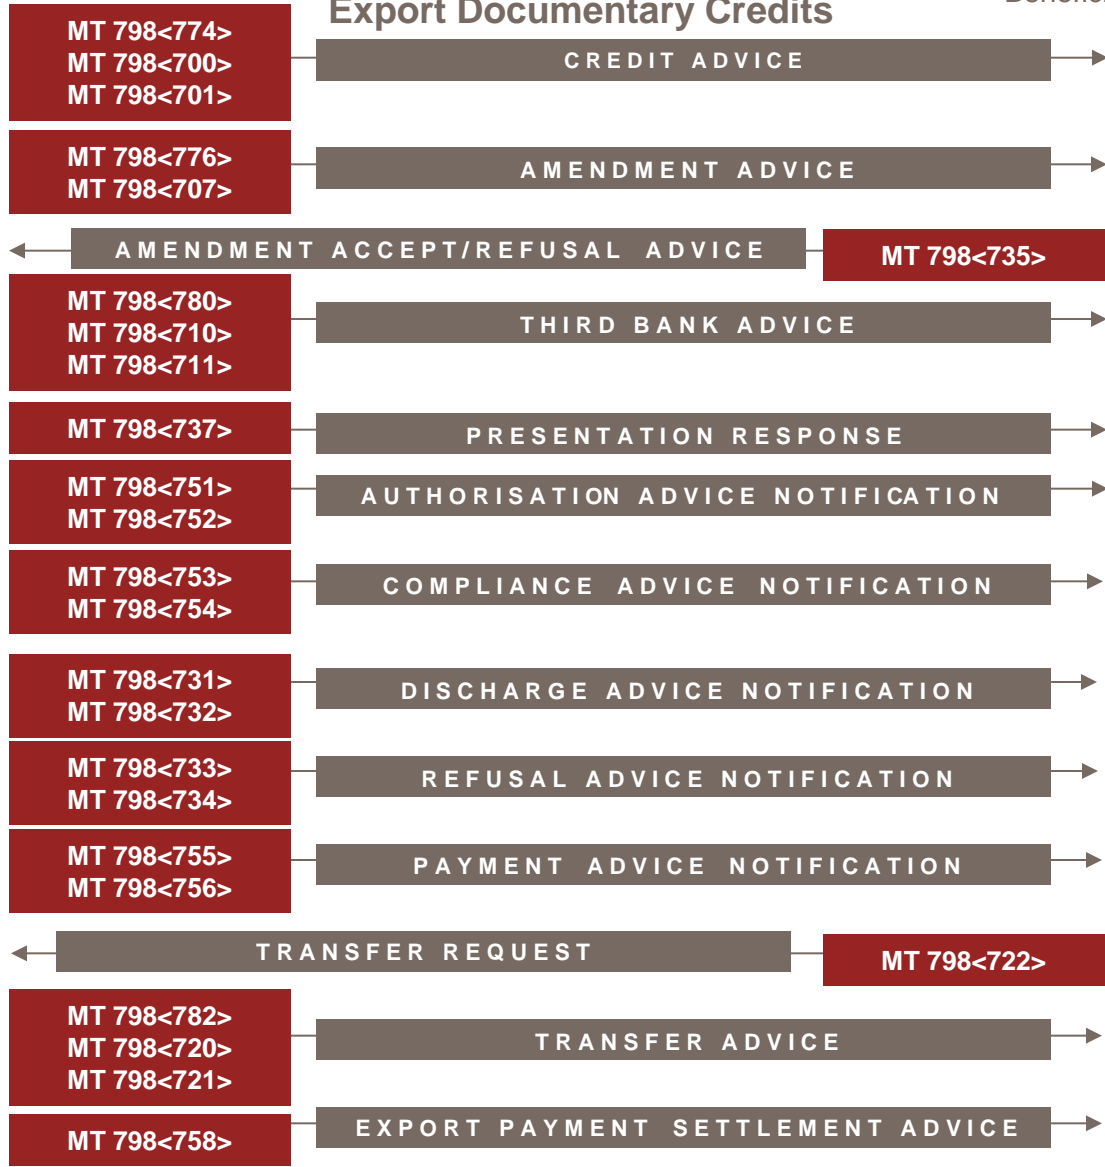 Export Documentary Credits
MT 798<774>
MT 798<700>
MT 798<701>
CREDIT ADVICE
MT 798<776>
MT 798<707>
AMENDMENT ADVICE
AMENDMENT ACCEPT/REFUSAL ADVICE
MT 798<735>
MT 798<780>
MT 798<710>
MT 798<711>
THIRD BANK ADVICE
MT 798<737>
PRESENTATION RESPONSE
MT 798<751>
MT 798<752>
AUTHORISATION ADVICE NOTIFICATION
MT 798<753>
MT 798<754>
COMPLIANCE ADVICE NOTIFICATION
MT 798<731>
MT 798<732>
DISCHARGE ADVICE NOTIFICATION
MT 798<733>
MT 798<734>
REFUSAL ADVICE NOTIFICATION
MT 798<755>
MT 798<756>
PAYMENT ADVICE NOTIFICATION
TRANSFER REQUEST
MT 798<722>
MT 798<782>
MT 798<720>
MT 798<721>
TRANSFER ADVICE
MT 798<758>
EXPORT PAYMENT SETTLEMENT ADVICE